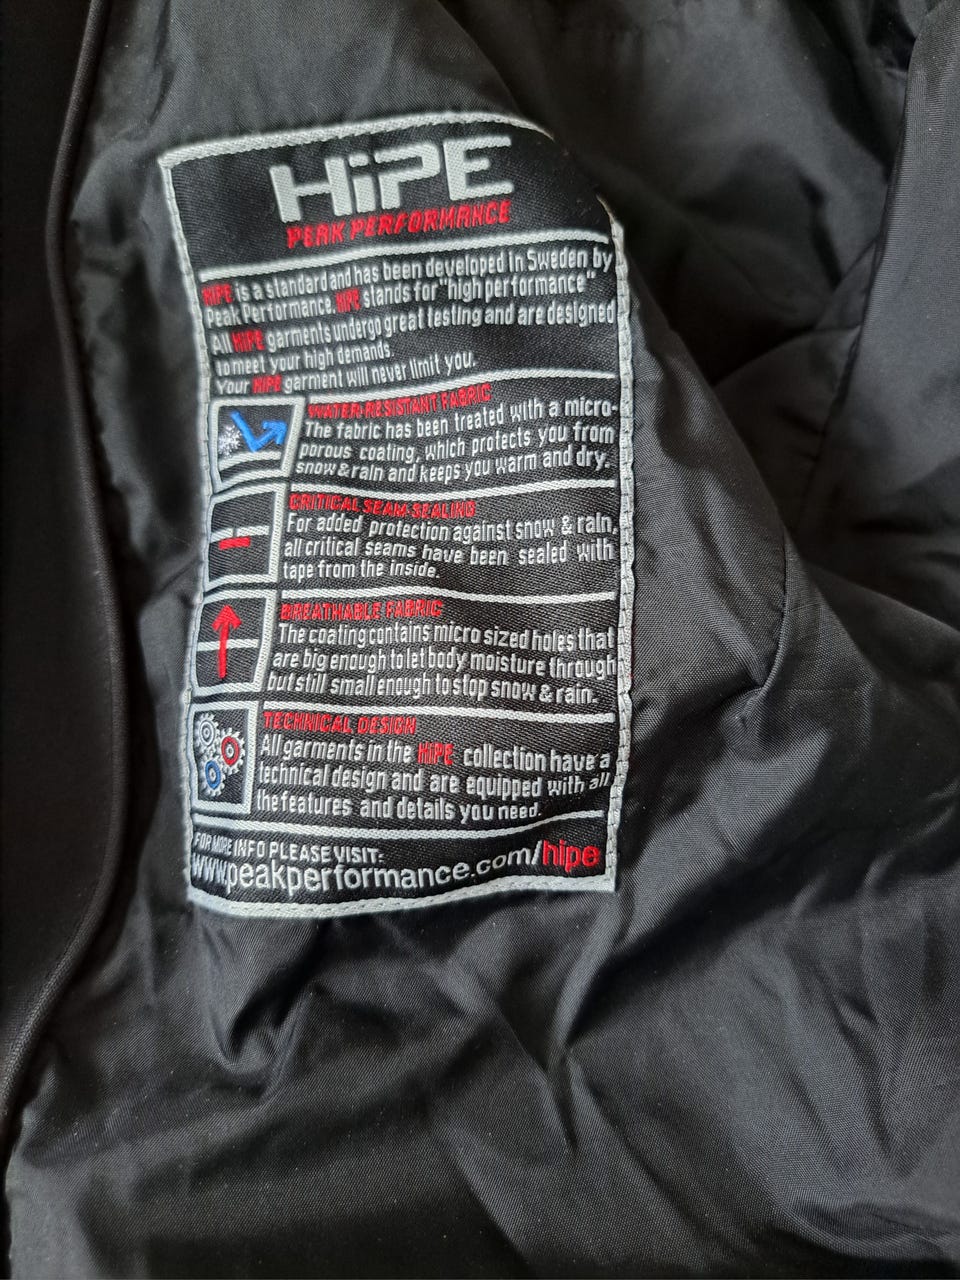 HiPE
PEAK PERFORMANCE
HiPE is a standard and has been developed in Sweden by
Peak Performance. HiPE stands for "high performance"
All HiPE garments undergo great testing and are designed
to meet your high demands.
Your HiPE garment will never limit you.
WATER-RESISTANT FABRIC
The fabric has been treated with a micro-
porous coating, which protects you from
snow & rain and keeps you warm and dry.
CRITICAL SEAM-SEALING
For added protection against snow & rain,
all critical seams have been sealed with
tape from the inside.
BREATHABLE FABRIC
The coating contains micro sized holes that
are big enough to let body moisture through
but still small enough to stop snow & rain.
TECHNICAL DESIGN
All garments in the HiPE collection have a
technical design and are equipped with all
the features and details you need.
FOR MORE INFO PLEASE VISIT:
www.peakperformance.com/hipe